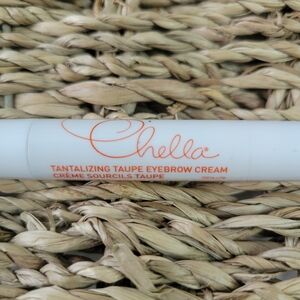 Chella
TANTALIZING TAUPE EYEBROW CREAM
CRÈME SOURCILS TAUPE